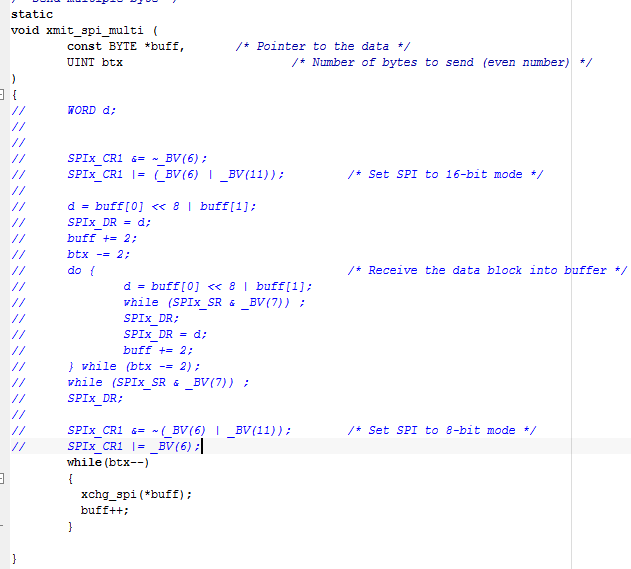 static
void xmit_spi_multi (
const BYTE *buff, /* Pointer to the data */
UINT btx /* Number of bytes to send (even number) */
)
{
// WORD d;
//
//
// SPIx_CR1 &= ~_BV(6);
// SPIx_CR1 |= (_BV(6) | _BV(11)); /* Set SPI to 16-bit mode */
//
// d = buff[0] << 8 | buff[1];
// SPIx_DR = d;
// buff += 2;
// btx -= 2;
// do { /* Receive the data block into buffer */
// d = buff[0] << 8 | buff[1];
// while (SPIx_SR & _BV(7)) ;
// SPIx_DR;
// SPIx_DR = d;
// buff += 2;
// } while (btx -= 2);
// while (SPIx_SR & _BV(7)) ;
// SPIx_DR;
//
// SPIx_CR1 &= ~(_BV(6) | _BV(11)); /* Set SPI to 8-bit mode */
// SPIx_CR1 |= _BV(6);
while(btx--)
{
xchg_spi(*buff);
buff++;
}
}